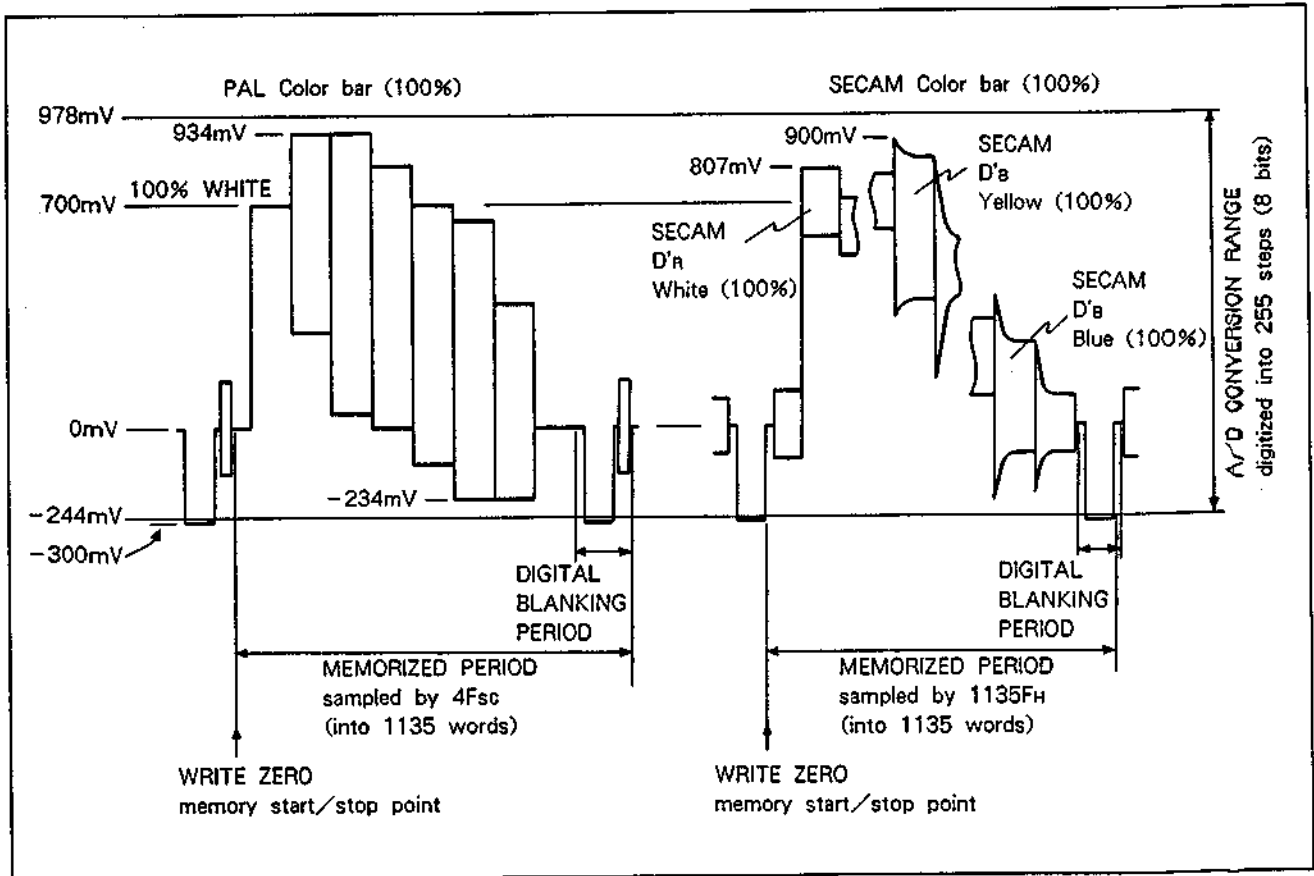 PAL Color bar (100%)
SECAM Color bar (100%)
978mV
934mV
900mV
807mV
SECAM
D'B
Yellow (100%)
100% WHITE
700mV
SECAM
D'R
White (100%)
SECAM
D'B
Blue (100%)
A/D CONVERSION RANGE
digitized into 255 steps (8 bits)
0mV
-234mV
-244mV
-300mV
DIGITAL
BLANKING
PERIOD
DIGITAL
BLANKING
PERIOD
MEMORIZED PERIOD
sampled by 4Fsc
(into 1135 words)
MEMORIZED PERIOD
sampled by 1135FH
(into 1135 words)
WRITE ZERO
memory start/stop point
WRITE ZERO
memory start/stop point